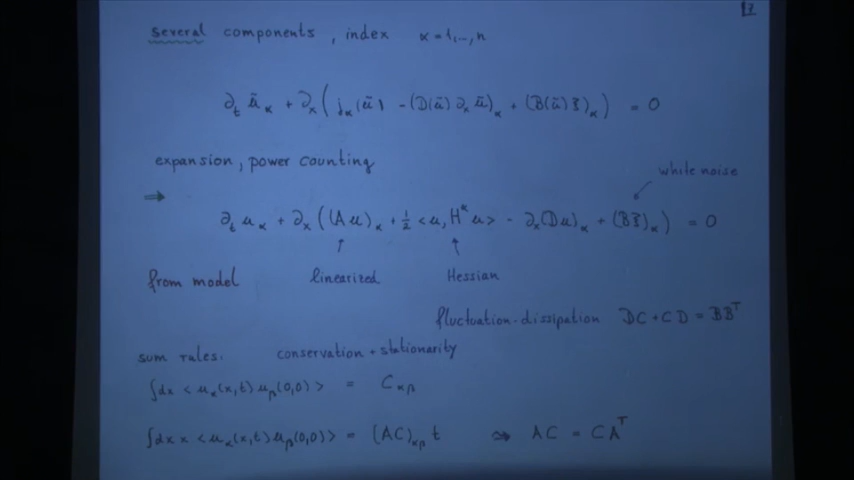 several components , index α = 1,...,n
∂_t ũ_α + ∂_x ( j_α(ũ) - (D(ũ) ∂_x ũ)_α + (B(ũ)ξ)_α ) = 0
expansion, power counting
white noise
⇒ ∂_t u_α + ∂_x ( (Au)_α + ½ <u, H^α u> - ∂_x (Du)_α + (Bξ)_α ) = 0
from model linearized Hessian
fluctuation-dissipation DC + CD = BB^T
sum rules: conservation + stationarity
∫dx <u_α(x,t) u_β(0,0)> = C_αβ
∫dx x <u_α(x,t) u_β(0,0)> = (AC)_αβ t ⇝ AC = CA^T